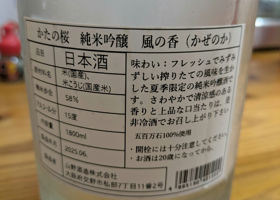 かたの桜 純米吟醸 風の香（かぜのか）
日本酒
米(国産)、
米こうじ(国産米)
58%
15度
1800ml
2025.06.
山野酒造株式会社
大阪府交野市私部7丁目11番2号
味わい：フレッシュでみずみ
ずしい搾りたての風味を生か
した夏季限定の純米吟醸酒で
す。さわやかで清涼感のある
香りと上品な口当たりは、是
非冷酒でお召し上がり下さい
五百万石100%使用
・開栓には十分注意してください
・お酒は20歳になってから。